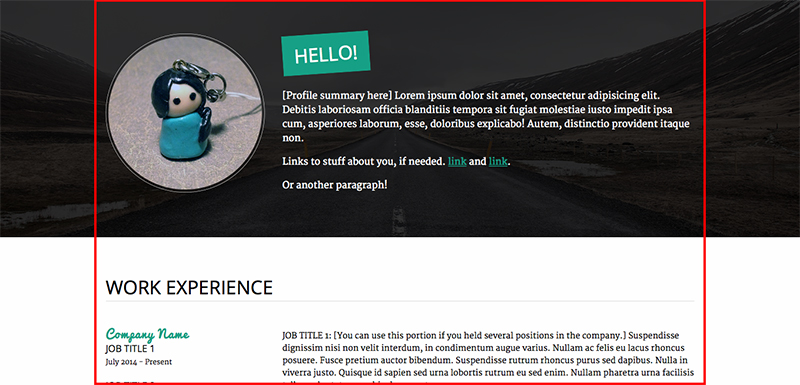 HELLO!
[Profile summary here] Lorem ipsum dolor sit amet, consectetur adipisicing elit.
Debitis laboriosam officia blanditiis tempora sit fugiat molestiae iusto impedit ipsa
cum, asperiores laborum, esse, doloribus explicabo! Autem, distinctio provident itaque
non.
Links to stuff about you, if needed. link and link.
Or another paragraph!
WORK EXPERIENCE
Company Name
JOB TITLE 1
July 2014 – Present
JOB TITLE 1: [You can use this portion if you held several positions in the company.] Suspendisse
dignissim nisi non velit interdum, in condimentum augue varius. Nullam ac felis eu lacus rhoncus
posuere. Fusce pretium auctor bibendum. Suspendisse rutrum rhoncus purus sed dapibus. Nulla in
viverra justo. Quisque id sapien sed urna lobortis rutrum eu sed enim. Nullam pharetra urna facilisis